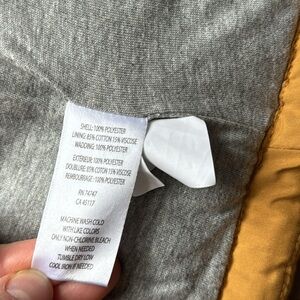 SHELL: 100% POLYESTER
LINING: 85% COTTON 15% VISCOSE
WADDING: 100% POLYESTER
EXTERIEUR: 100% POLYESTER
DOUBLURE: 85% COTON 15% VISCOSE
REMBOURRAGE: 100% POLYESTER
RN 74747
CA 45117
MACHINE WASH COLD
WITH LIKE COLORS
ONLY NON-CHLORINE BLEACH
WHEN NEEDED
TUMBLE DRY LOW
COOL IRON IF NEEDED